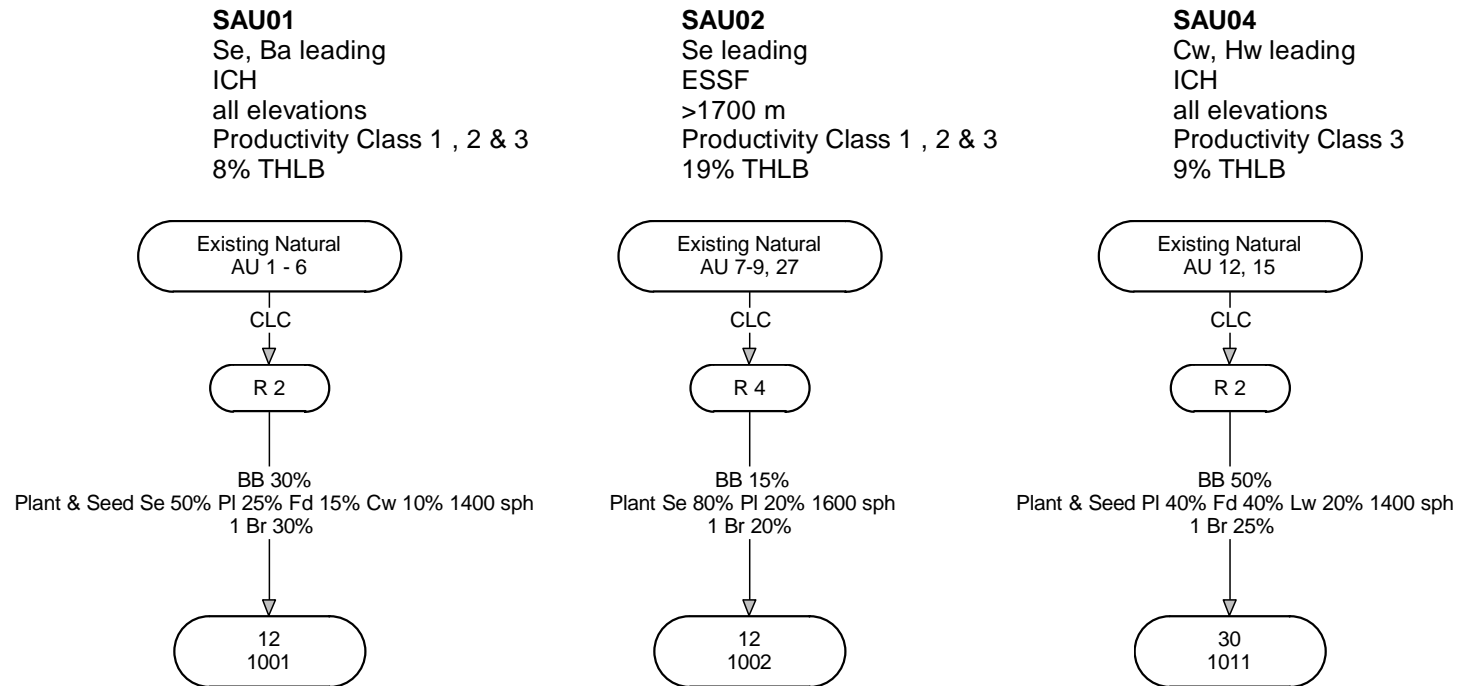 SAU01
Se, Ba leading
ICH
all elevations
Productivity Class 1 , 2 & 3
8% THLB
Existing Natural
AU 1 - 6
CLC
R 2
BB 30%
Plant & Seed Se 50% Pl 25% Fd 15% Cw 10% 1400 sph
1 Br 30%
12
1001
SAU02
Se leading
ESSF
>1700 m
Productivity Class 1 , 2 & 3
19% THLB
Existing Natural
AU 7-9, 27
CLC
R 4
BB 15%
Plant Se 80% Pl 20% 1600 sph
1 Br 20%
12
1002
SAU04
Cw, Hw leading
ICH
all elevations
Productivity Class 3
9% THLB
Existing Natural
AU 12, 15
CLC
R 2
BB 50%
Plant & Seed Pl 40% Fd 40% Lw 20% 1400 sph
1 Br 25%
30
1011